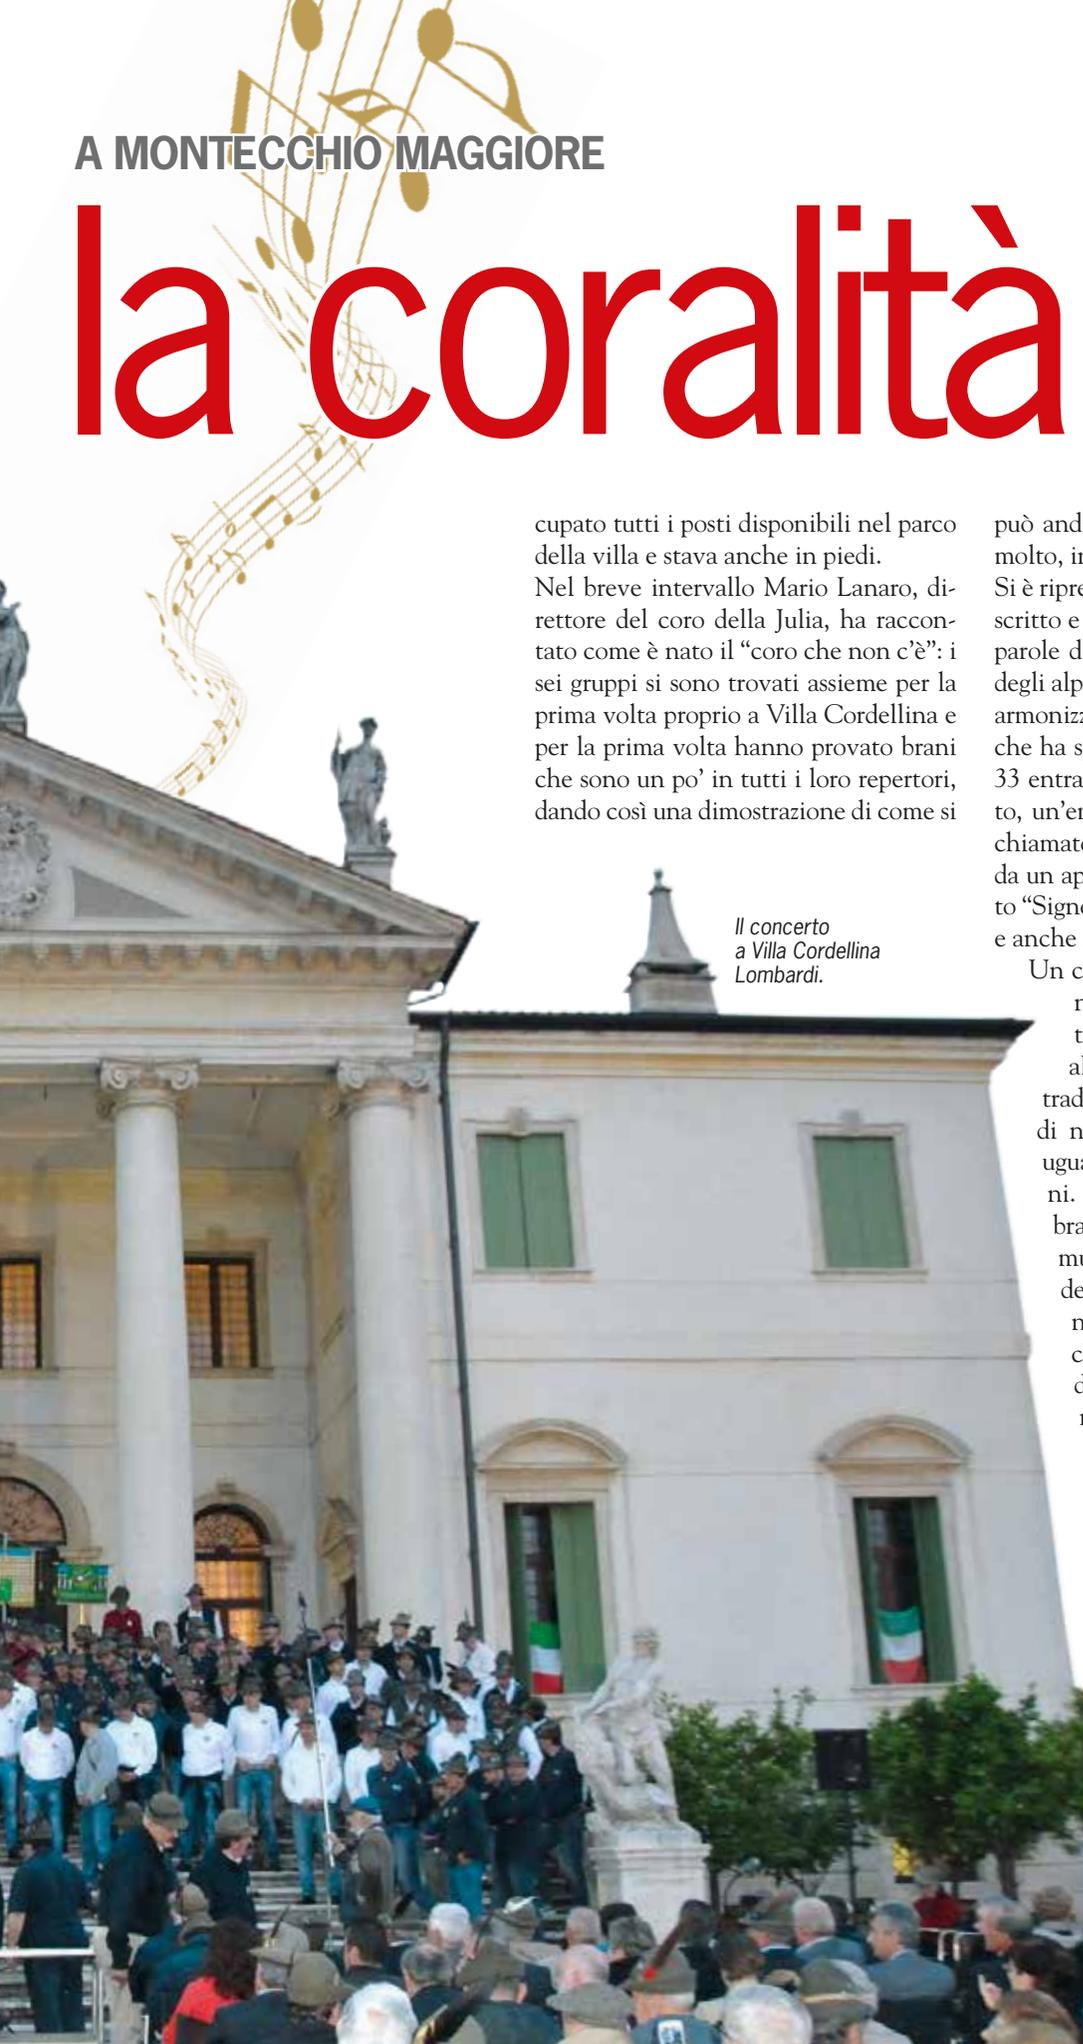 A MONTECCHIO MAGGIORE
la coralità
cupato tutti i posti disponibili nel parco
della villa e stava anche in piedi.
Nel breve intervallo Mario Lanaro, di-
rettore del coro della Julia, ha raccon-
tato come è nato il “coro che non c’è”: i
sei gruppi si sono trovati assieme per la
prima volta proprio a Villa Cordellina e
per la prima volta hanno provato brani
che sono un po’ in tutti i loro repertori,
dando così una dimostrazione di come si
Il concerto
a Villa Cordellina
Lombardi.
può and
molto, in
Si è ripre
scritto e
parole d
degli alp
armonizz
che ha s
33 entra
to, un’en
chiamato
da un ap
to “Signo
e anche
Un c
r
t
al
trad
di n
ugua
ni.
bra
mu
de
n
c
d
r